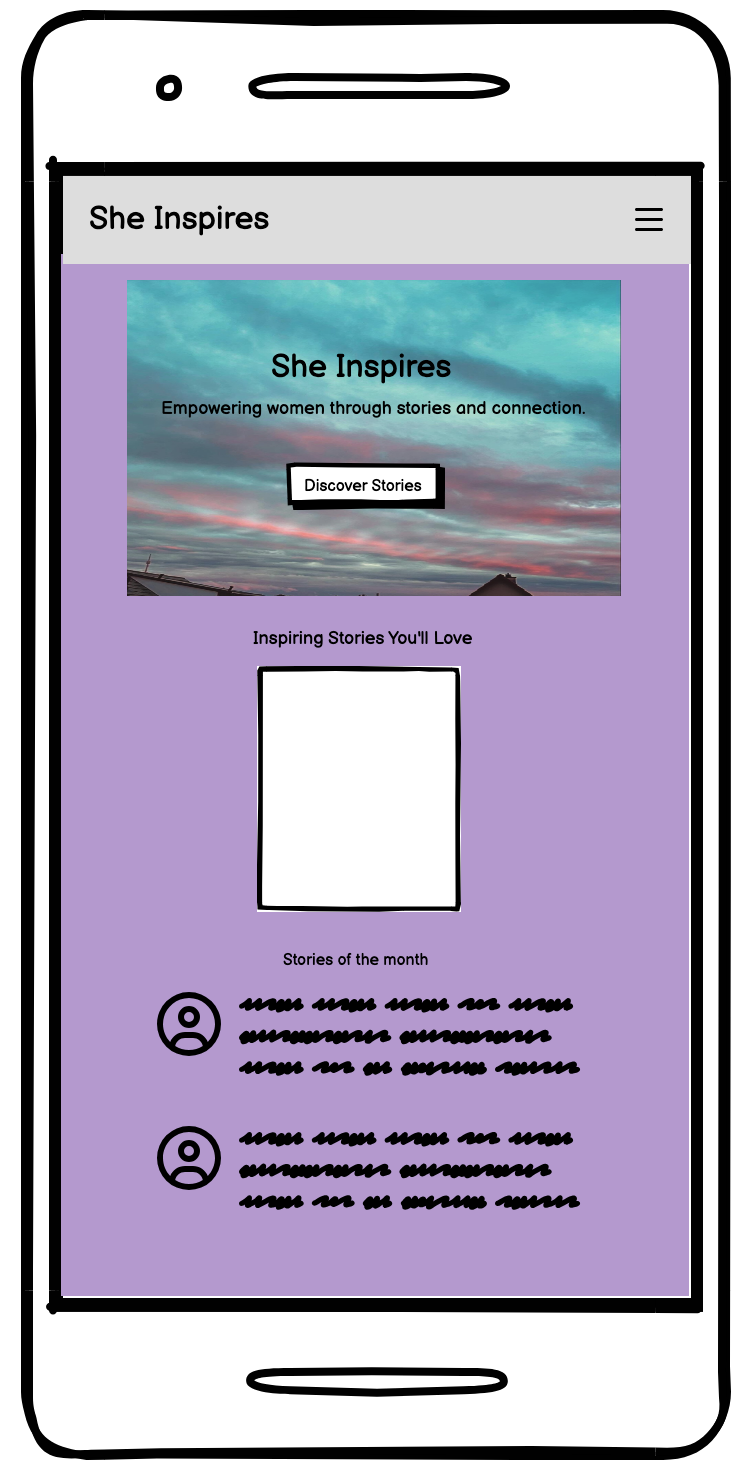 She Inspires
She Inspires
Empowering women through stories and connection.
Discover Stories
Inspiring Stories You'll Love
Stories of the month